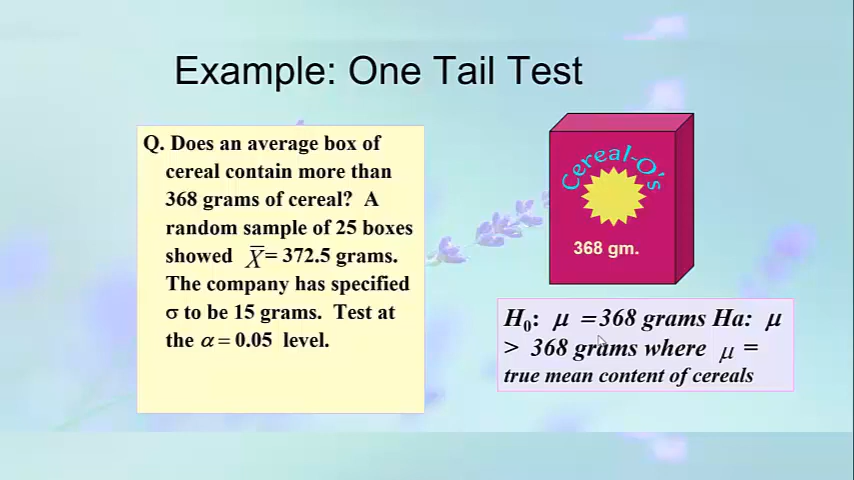 Example: One Tail Test
Q. Does an average box of
cereal contain more than
368 grams of cereal? A
random sample of 25 boxes
showed X̅ = 372.5 grams.
The company has specified
σ to be 15 grams. Test at
the α = 0.05 level.
Cereal-O's
368 gm.
H₀: μ =368 grams Ha: μ
> 368 grams where μ =
true mean content of cereals